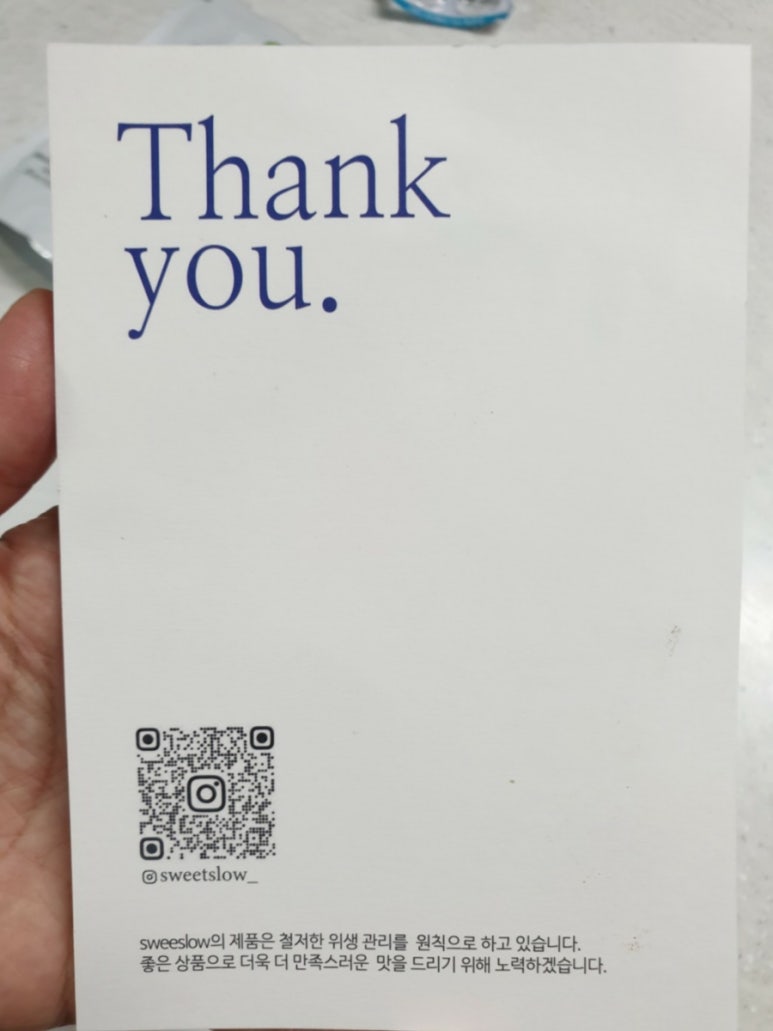 Thank
you.
@sweetslow_
sweeslow의 제품은 철저한 위생 관리를 원칙으로 하고 있습니다.
좋은 상품으로 더욱 더 만족스러운 맛을 드리기 위해 노력하겠습니다.